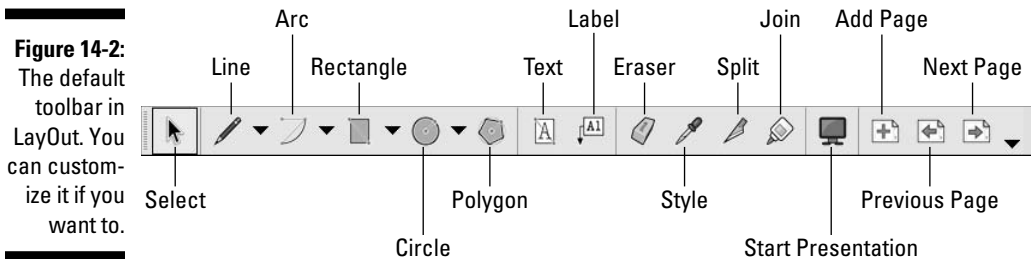 Figure 14-2:
The default
toolbar in
LayOut. You
can custom-
ize it if you
want to.
Arc
Label
Join
Add Page
Line
Rectangle
Text
Eraser
Split
Next Page
A
A1
Select
Polygon
Style
Previous Page
Circle
Start Presentation